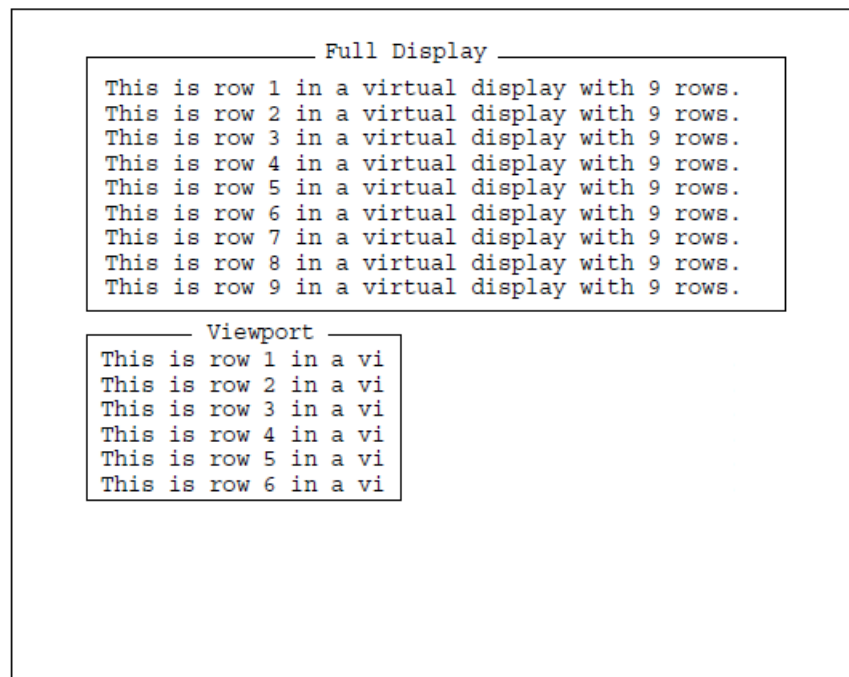 Full Display
This is row 1 in a virtual display with 9 rows.
This is row 2 in a virtual display with 9 rows.
This is row 3 in a virtual display with 9 rows.
This is row 4 in a virtual display with 9 rows.
This is row 5 in a virtual display with 9 rows.
This is row 6 in a virtual display with 9 rows.
This is row 7 in a virtual display with 9 rows.
This is row 8 in a virtual display with 9 rows.
This is row 9 in a virtual display with 9 rows.
Viewport
This is row 1 in a vi
This is row 2 in a vi
This is row 3 in a vi
This is row 4 in a vi
This is row 5 in a vi
This is row 6 in a vi